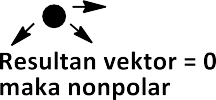 Resultan vektor = 0
maka nonpolar